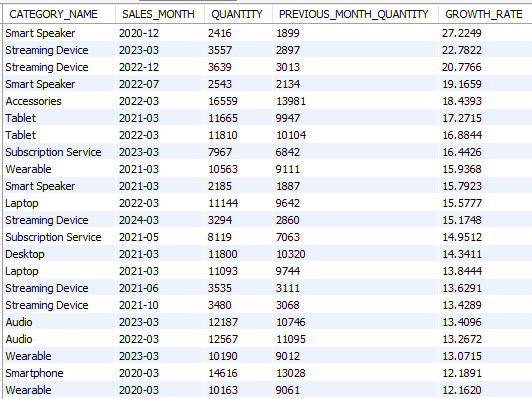 CATEGORY_NAME SALES_MONTH QUANTITY PREVIOUS_MONTH_QUANTITY GROWTH_RATE
Smart Speaker 2020-12 2416 1899 27.2249
Streaming Device 2023-03 3557 2897 22.7822
Streaming Device 2022-12 3639 3013 20.7766
Smart Speaker 2022-07 2543 2134 19.1659
Accessories 2022-03 16559 13981 18.4393
Tablet 2021-03 11665 9947 17.2715
Tablet 2022-03 11810 10104 16.8844
Subscription Service 2023-03 7967 6842 16.4426
Wearable 2021-03 10563 9111 15.9368
Smart Speaker 2021-03 2185 1887 15.7923
Laptop 2022-03 11144 9642 15.5777
Streaming Device 2024-03 3294 2860 15.1748
Subscription Service 2021-05 8119 7063 14.9512
Desktop 2021-03 11800 10320 14.3411
Laptop 2021-03 11093 9744 13.8444
Streaming Device 2021-06 3535 3111 13.6291
Streaming Device 2021-10 3480 3068 13.4289
Audio 2023-03 12187 10746 13.4096
Audio 2022-03 12567 11095 13.2672
Wearable 2023-03 10190 9012 13.0715
Smartphone 2020-03 14616 13028 12.1891
Wearable 2020-03 10163 9061 12.1620